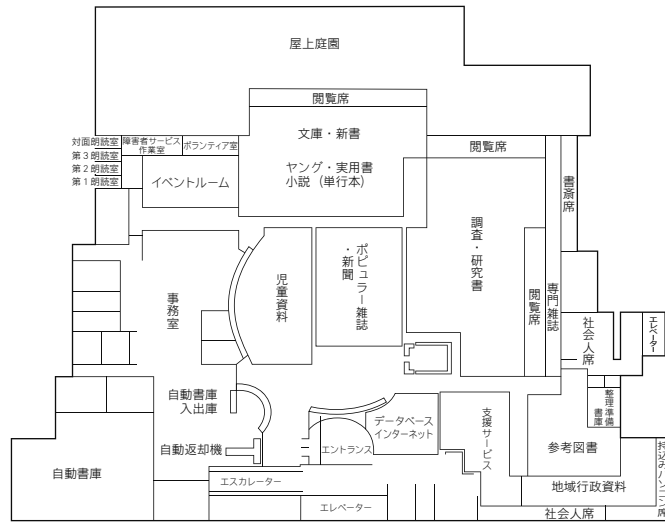 屋上庭園
閲覧席
文庫・新書
ヤング・実用書
小説（単行本）
閲覧席
対面朗読室
障害者サービス
作業室
ボランティア室
第３朗読室
第２朗読室
第１朗読室
イベントルーム
書斎席
調査・研究書
ポピュラー雑誌
・新聞
児童資料
事務室
閲覧席
専門雑誌
社会人席
エレベーター
自動書庫
入出庫
整理準備
書庫
データベース
インターネット
支援サービス
エントランス
自動返却機
参考図書
持込みパソコン席
自動書庫
エスカレーター
地域行政資料
エレベーター
社会人席